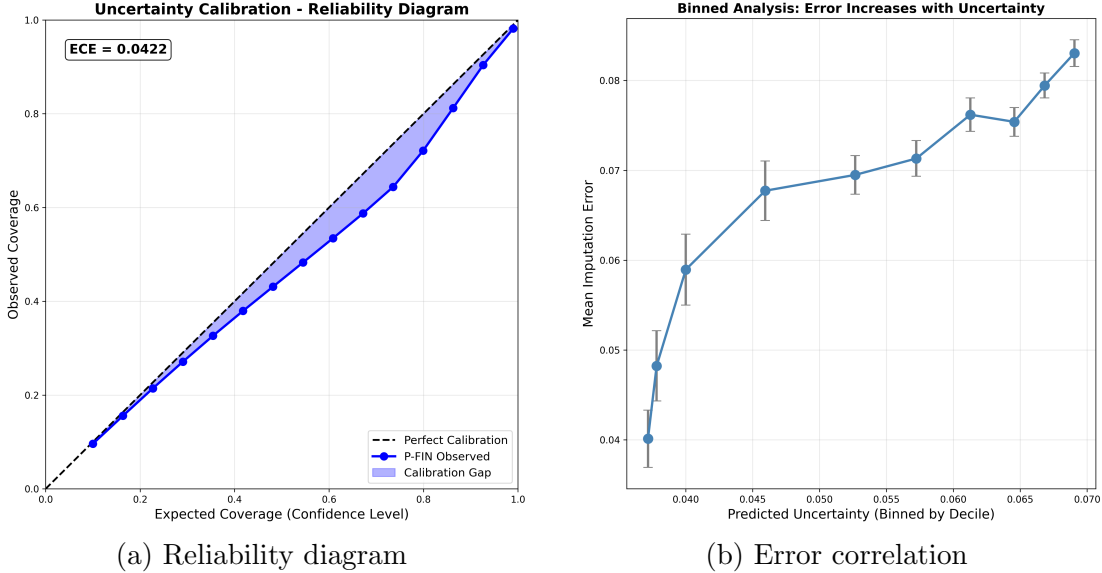 Uncertainty Calibration - Reliability Diagram
ECE = 0.0422
Observed Coverage
1.0
0.8
0.6
0.4
0.2
0.0
0.0 0.2 0.4 0.6 0.8 1.0
Expected Coverage (Confidence Level)
Perfect Calibration
P-FIN Observed
Calibration Gap
(a) Reliability diagram
Binned Analysis: Error Increases with Uncertainty
Mean Imputation Error
0.08
0.07
0.06
0.05
0.04
0.040 0.045 0.050 0.055 0.060 0.065 0.070
Predicted Uncertainty (Binned by Decile)
(b) Error correlation